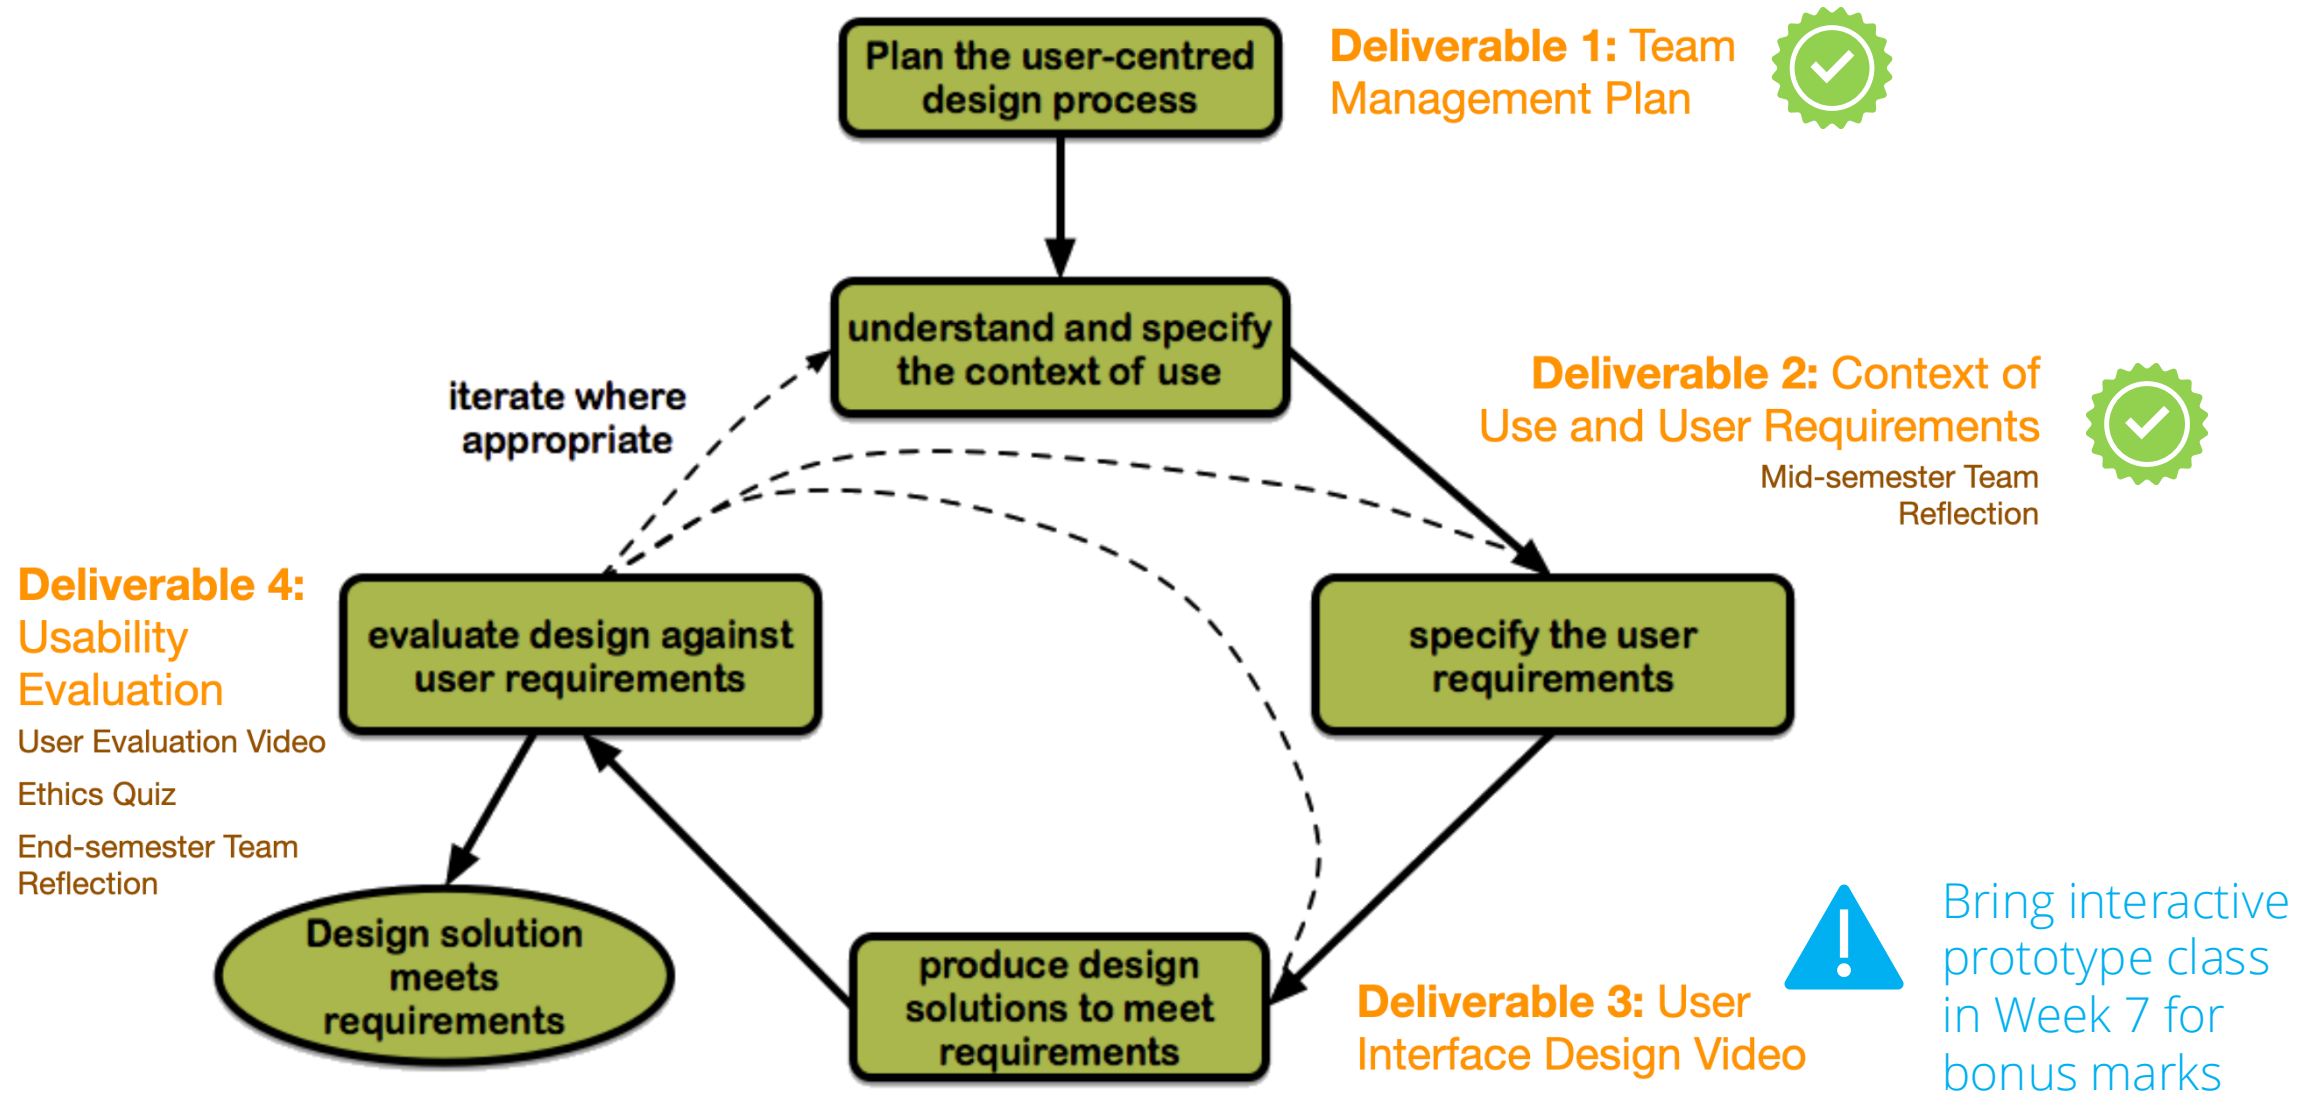 Plan the user-centred
design process
Deliverable 1: Team
Management Plan
understand and specify
the context of use
iterate where
appropriate
Deliverable 2: Context of
Use and User Requirements
Mid-semester Team
Reflection
Deliverable 4:
Usability
Evaluation
User Evaluation Video
Ethics Quiz
End-semester Team
Reflection
evaluate design against
user requirements
specify the user
requirements
Design solution
meets
requirements
produce design
solutions to meet
requirements
Deliverable 3: User
Interface Design Video
Bring interactive
prototype class
in Week 7 for
bonus marks